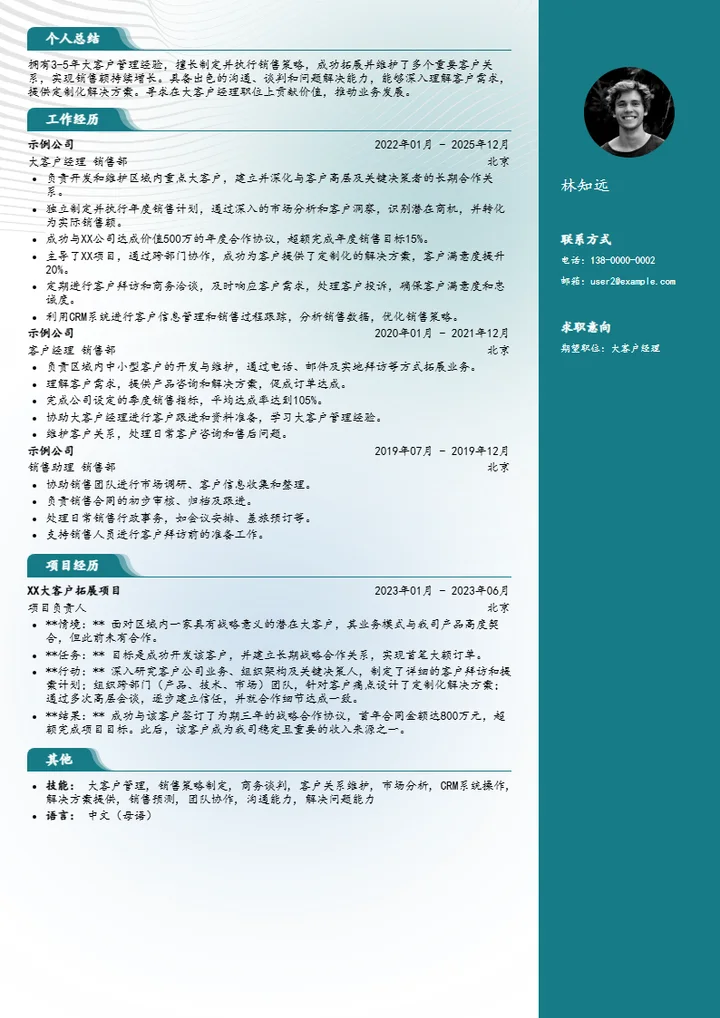 个人总结
拥有3-5年大客户管理经验，擅长制定并执行销售策略，成功拓展并维护了多个重要客户关
系，实现销售额持续增长。具备出色的沟通、谈判和问题解决能力，能够深入理解客户需求，
提供定制化解决方案。寻求在大客户经理职位上贡献价值，推动业务发展。
工作经历
示例公司 2022年01月 - 2025年12月
大客户经理 销售部 北京
• 负责开发和维护区域内重点大客户，建立并深化与客户高层及关键决策者的长期合作关
系。
• 独立制定并执行年度销售计划，通过深入的市场分析和客户洞察，识别潜在商机，并转化
为实际销售额。
• 成功与XX公司达成价值500万的年度合作协议，超额完成年度销售目标15%。
• 主导了XX项目，通过跨部门协作，成功为客户提供了定制化的解决方案，客户满意度提升
20%。
• 定期进行客户拜访和商务洽谈，及时响应客户需求，处理客户投诉，确保客户满意度和忠
诚度。
• 利用CRM系统进行客户信息管理和销售过程跟踪，分析销售数据，优化销售策略。
示例公司 2020年01月 - 2021年12月
客户经理 销售部 北京
• 负责区域内中小型客户的开发与维护，通过电话、邮件及实地拜访等方式拓展业务。
• 理解客户需求，提供产品咨询和解决方案，促成订单达成。
• 完成公司设定的季度销售指标，平均达成率达到105%。
• 协助大客户经理进行客户跟进和资料准备，学习大客户管理经验。
• 维护客户关系，处理日常客户咨询和售后问题。
示例公司 2019年07月 - 2019年12月
销售助理 销售部 北京
• 协助销售团队进行市场调研、客户信息收集和整理。
• 负责销售合同的初步审核、归档及跟进。
• 处理日常销售行政事务，如会议安排、差旅预订等。
• 支持销售人员进行客户拜访前的准备工作。
项目经历
XX大客户拓展项目 2023年01月 - 2023年06月
项目负责人 北京
• **情境：** 面对区域内一家具有战略意义的潜在大客户，其业务模式与我司产品高度契
合，但此前未有合作。
• **任务：** 目标是成功开发该客户，并建立长期战略合作关系，实现首笔大额订单。
• **行动：** 深入研究客户公司业务、组织架构及关键决策人，制定了详细的客户拜访和提
案计划；组织跨部门（产品、技术、市场）团队，针对客户痛点设计了定制化解决方案；
通过多次高层会谈，逐步建立信任，并就合作细节达成一致。
• **结果：** 成功与该客户签订了为期三年的战略合作协议，首年合同金额达800万元，超
额完成项目目标。此后，该客户成为我司稳定且重要的收入来源之一。
其他
• 技能： 大客户管理，销售策略制定，商务谈判，客户关系维护，市场分析，CRM系统操作，
解决方案提供，销售预测，团队协作，沟通能力，解决问题能力
• 语言： 中文（母语）
林知远
联系方式
电话：138-0000-0002
邮箱：user2@example.com
求职意向
期望职位：大客户经理